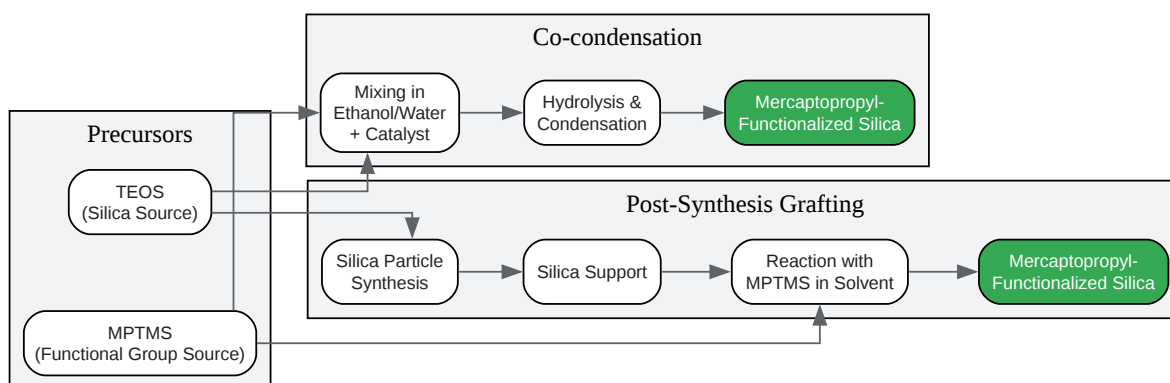 Precursors
TEOS
(Silica Source)
MPTMS
(Functional Group Source)
Co-condensation
Mixing in
Ethanol/Water
+ Catalyst
Hydrolysis &
Condensation
Mercaptopropyl-
Functionalized Silica
Post-Synthesis Grafting
Silica Particle
Synthesis
Silica Support
Reaction with
MPTMS in Solvent
Mercaptopropyl-
Functionalized Silica